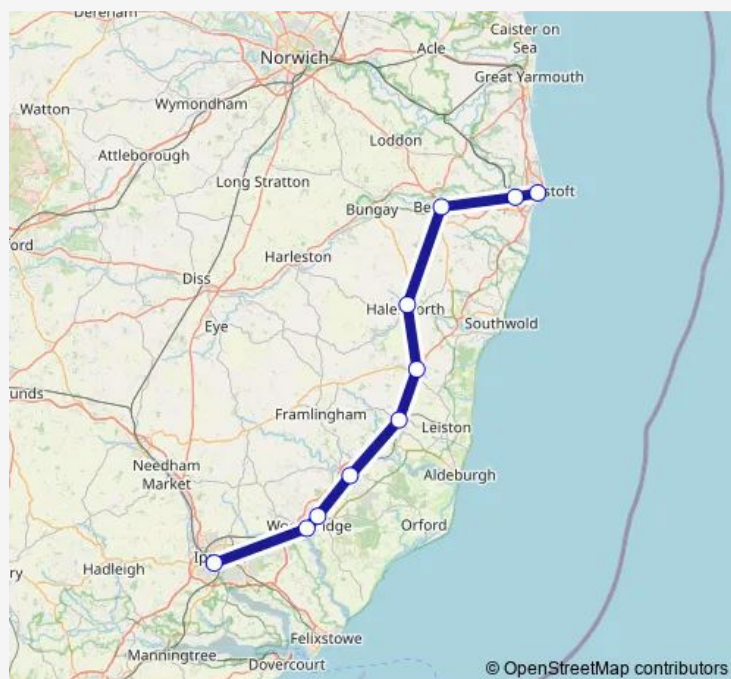 Dereham
Caister on
Sea
Norwich
Acle
Great Yarmouth
Watton
Wymondham
Loddon
Attleborough
Long Stratton
stoft
Bungay
Be
ford
Harleston
Diss
Hale orth
Eye
Southwold
unds
Framlingham
Leiston
Needham
Market
Aldeburgh
Wo ridge
Orford
Ip
ry
Hadleigh
Felixstowe
Manningtree
Dovercourt
© OpenStreetMap contributors